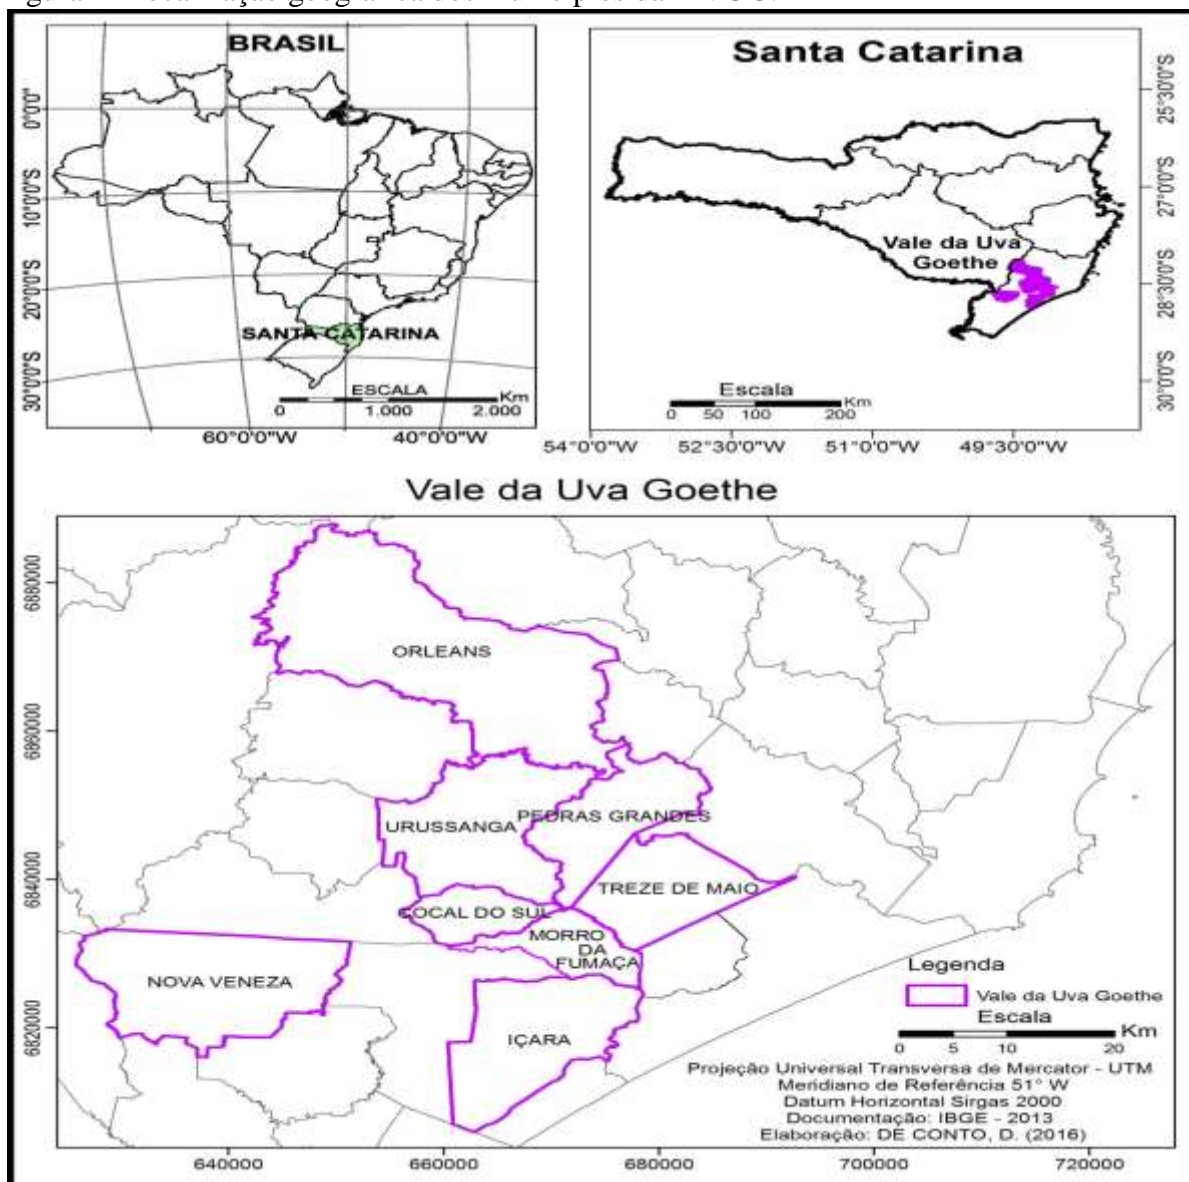 BRASIL
0°0'0"
10°0'0"S
20°0'0"S
30°0'0"S
SANTA CATARINA
ESCALA
Km
0 1.000 2.000
60°0'0"W 40°0'0"W
Santa Catarina
25°30'0"S
27°0'0"S
28°30'0"S
30°0'0"S
Vale da Uva
Goethe
Escala
Km
0 50 100 200
54°0'0"W 52°30'0"W 51°0'0"W 49°30'0"W
Vale da Uva Goethe
6880000
6860000
6840000
6820000
ORLEANS
PEDRAS GRANDES
URUSSANGA
TREZE DE MAIO
COCAL DO SUL
MORRO
DA
FUMAÇA
NOVA VENEZA
IÇARA
Legenda
Vale da Uva Goethe
Escala
Km
0 5 10 20
Projeção Universal Transversa de Mercator - UTM
Meridiano de Referência 51° W
Datum Horizontal Sirgas 2000
Documentação: IBGE - 2013
Elaboração: DE CONTO, D. (2016)
640000 660000 680000 700000 720000